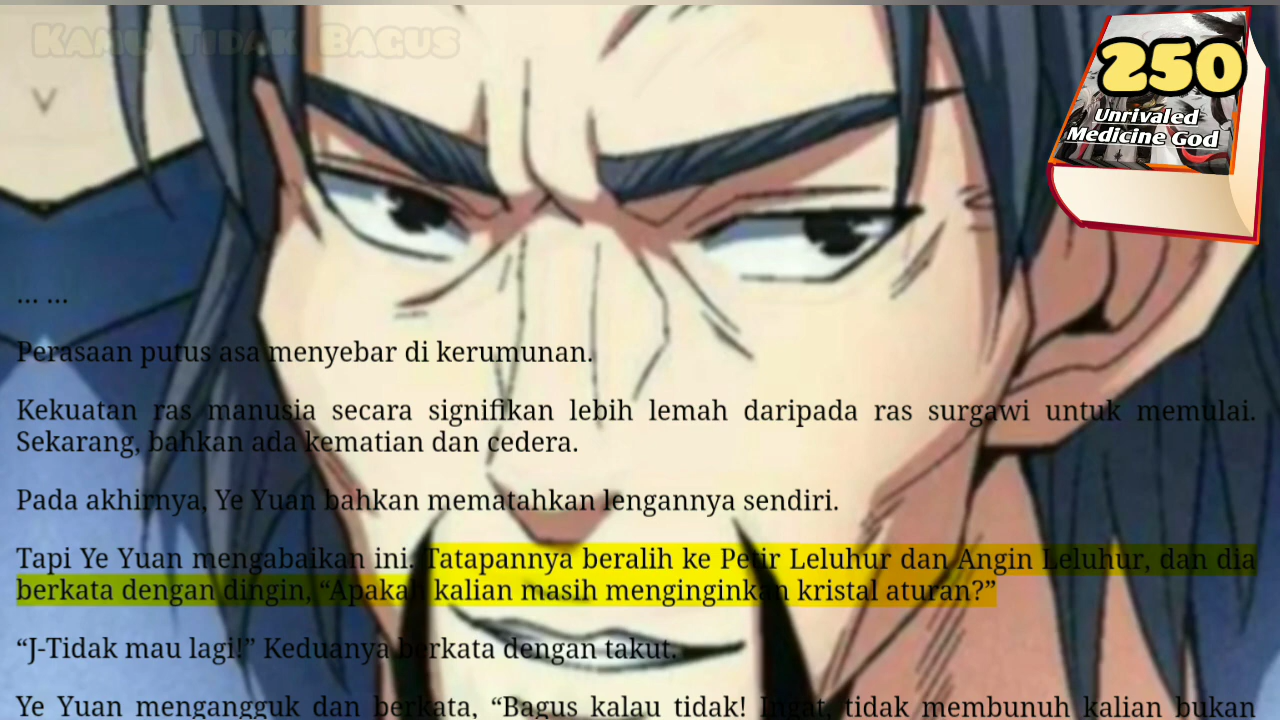 Kamu Tidak Bagus
250
Unrivaled
Medicine God
... ...
Perasaan putus asa menyebar di kerumunan.
Kekuatan ras manusia secara signifikan lebih lemah daripada ras surgawi untuk memulai.
Sekarang, bahkan ada kematian dan cedera.
Pada akhirnya, Ye Yuan bahkan mematahkan lengannya sendiri.
Tapi Ye Yuan mengabaikan ini. Tatapannya beralih ke Petir Leluhur dan Angin Leluhur, dan dia
berkata dengan dingin, “Apakah kalian masih menginginkan kristal aturan?”
“J-Tidak mau lagi!” Keduanya berkata dengan takut.
Ye Yuan mengangguk dan berkata, “Bagus kalau tidak! Ingat, tidak membunuh kalian bukan